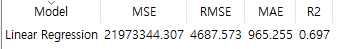 Model MSE RMSE MAE R2
Linear Regression 21973344.307 4687.573 965.255 0.697